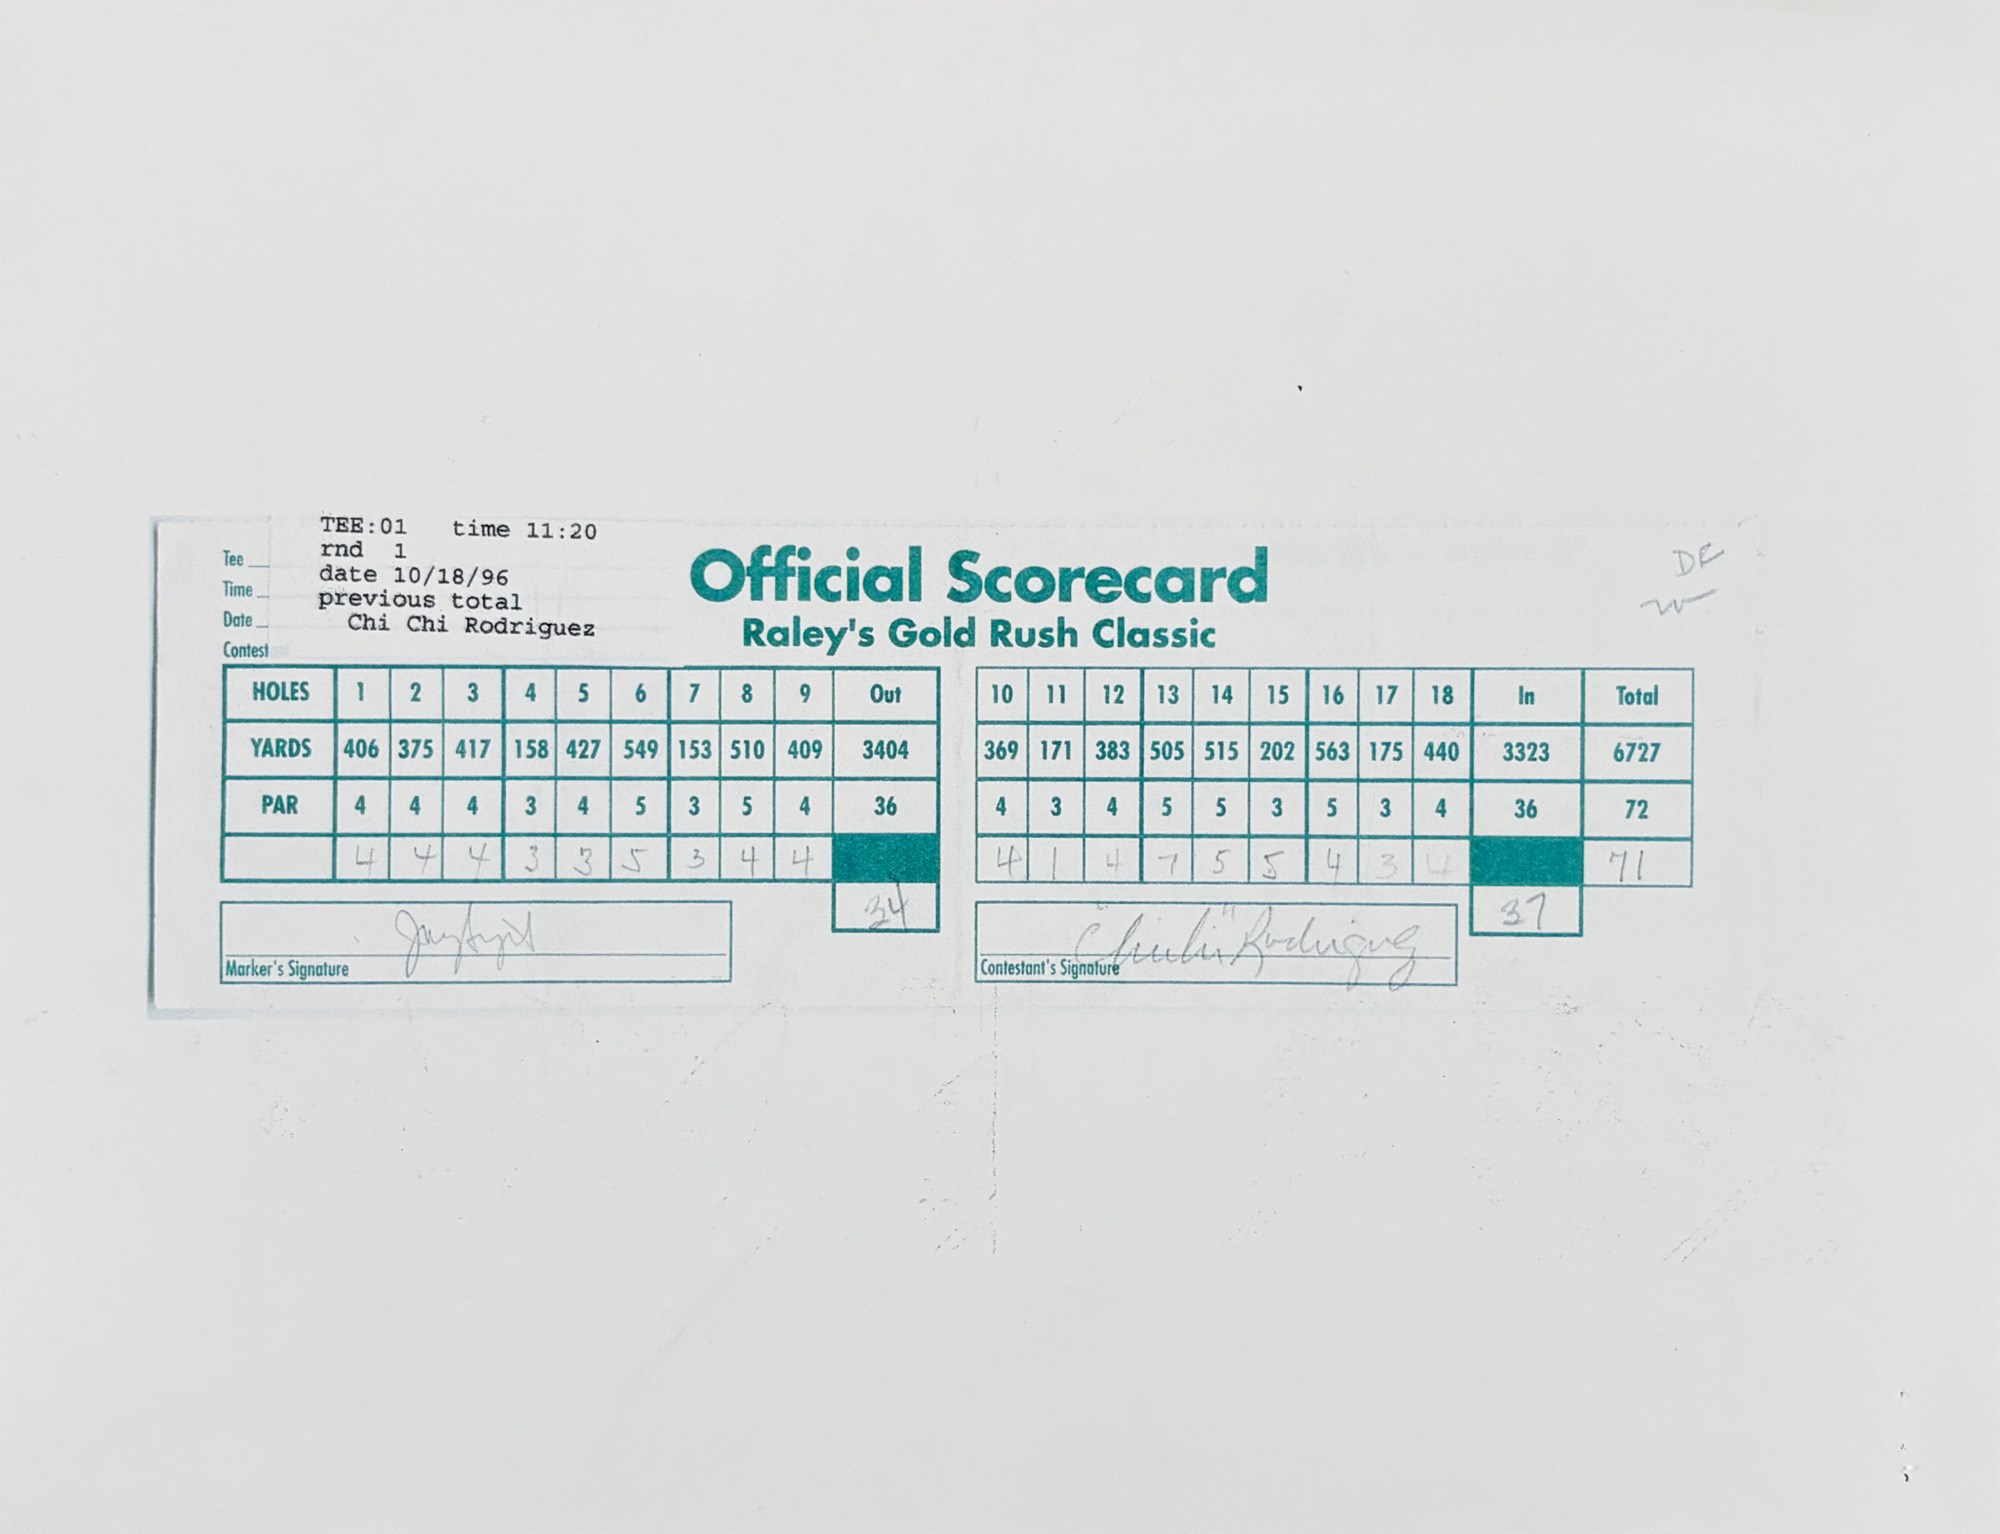 TEE:01 time 11:20
rnd 1
date 10/18/96
previous total
Chi Chi Rodriguez
Tee
Time
Date
Contest
Official Scorecard
Raley's Gold Rush Classic
DF
HOLES 1 2 3 4 5 6 7 8 9 Out 10 11 12 13 14 15 16 17 18 In Total
YARDS 406 375 417 158 427 549 153 510 409 3404 369 171 383 505 515 202 563 175 440 3323 6727
PAR 4 4 4 3 4 5 3 5 4 36 4 3 4 5 5 3 5 3 4 36 72
4 4 4 3 3 5 3 4 4 4 1 4 7 5 5 4 3 4 71
34 37
Marker's Signature
"Chi Chi" Rodriguez
Contestant's Signature